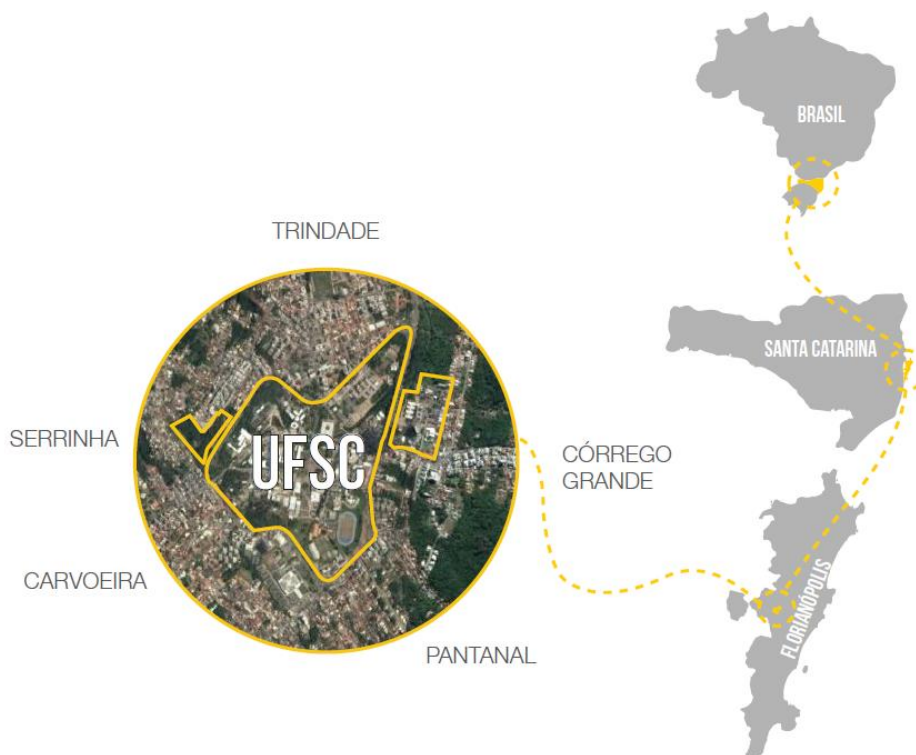 BRASIL
TRINDADE
SANTA CATARINA
SERRINHA
UFSC
CÓRREGO
GRANDE
CARVOEIRA
FLORIANÓPOLIS
PANTANAL